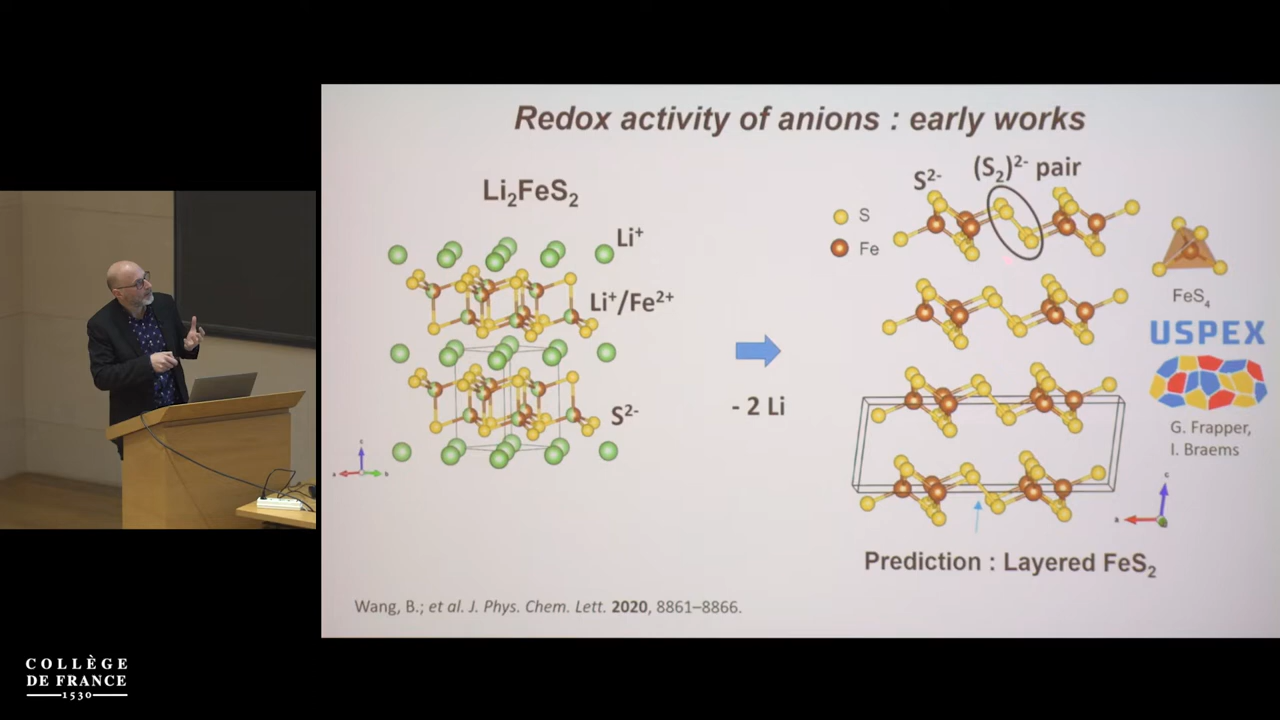 Redox activity of anions : early works
Li₂FeS₂
Li⁺
Li⁺/Fe²⁺
S²⁻
- 2 Li
S²⁻
(S₂)²⁻ pair
S
Fe
FeS₄
USPEX
G. Frapper,
I. Braems
Prediction : Layered FeS₂
Wang, B.; et al. J. Phys. Chem. Lett. 2020, 8861–8866.
COLLÈGE
DE FRANCE
1530